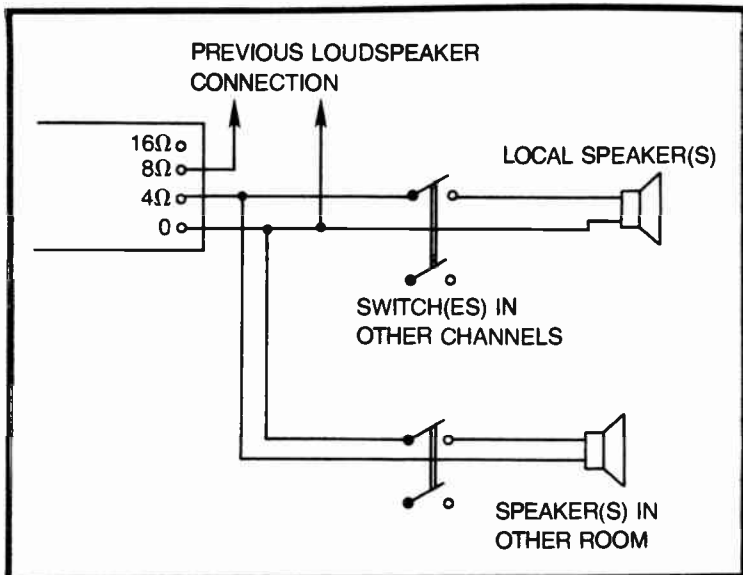 PREVIOUS LOUDSPEAKER
CONNECTION
16Ω
8Ω
4Ω
0
LOCAL SPEAKER(S)
SWITCH(ES) IN
OTHER CHANNELS
SPEAKER(S) IN
OTHER ROOM